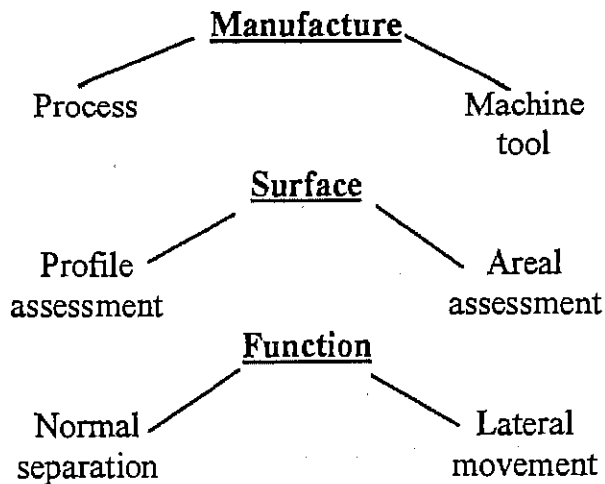 Manufacture
Process
Machine
tool
Surface
Profile
assessment
Areal
assessment
Function
Normal
separation
Lateral
movement